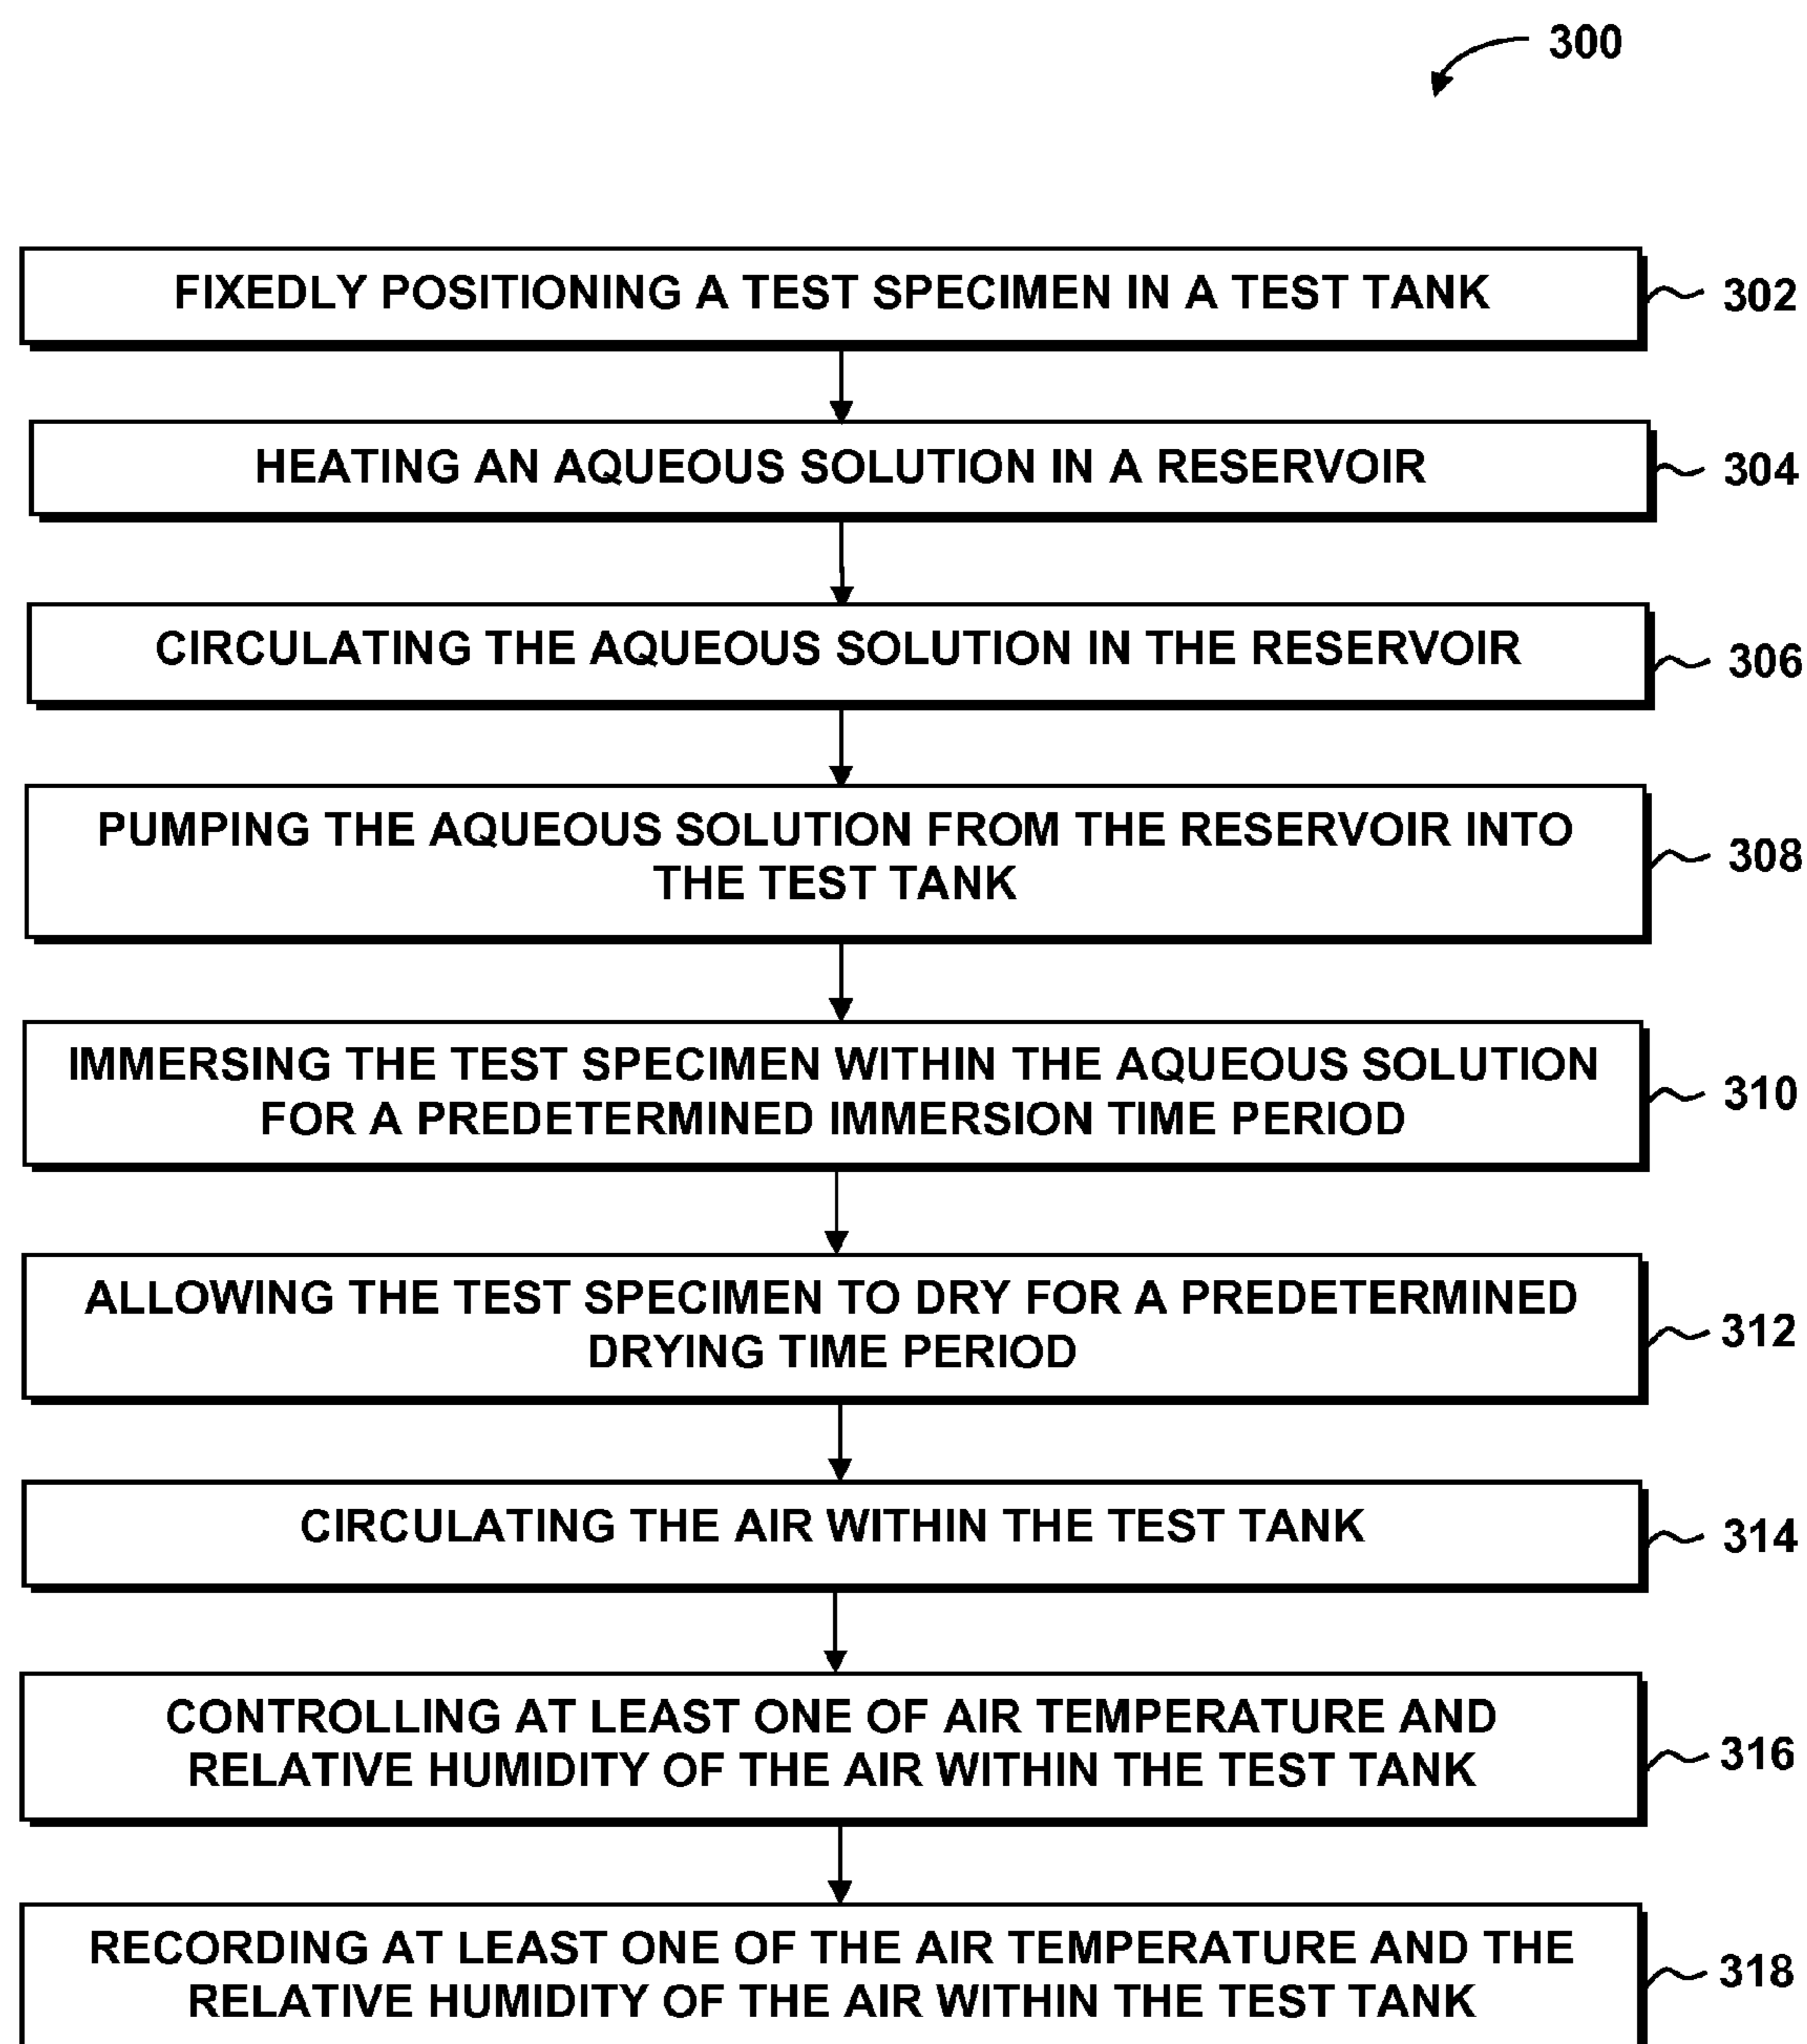 300
FIXEDLY POSITIONING A TEST SPECIMEN IN A TEST TANK
302
HEATING AN AQUEOUS SOLUTION IN A RESERVOIR
304
CIRCULATING THE AQUEOUS SOLUTION IN THE RESERVOIR
306
PUMPING THE AQUEOUS SOLUTION FROM THE RESERVOIR INTO
THE TEST TANK
308
IMMERSING THE TEST SPECIMEN WITHIN THE AQUEOUS SOLUTION
FOR A PREDETERMINED IMMERSION TIME PERIOD
310
ALLOWING THE TEST SPECIMEN TO DRY FOR A PREDETERMINED
DRYING TIME PERIOD
312
CIRCULATING THE AIR WITHIN THE TEST TANK
314
CONTROLLING AT LEAST ONE OF AIR TEMPERATURE AND
RELATIVE HUMIDITY OF THE AIR WITHIN THE TEST TANK
316
RECORDING AT LEAST ONE OF THE AIR TEMPERATURE AND THE
RELATIVE HUMIDITY OF THE AIR WITHIN THE TEST TANK
318